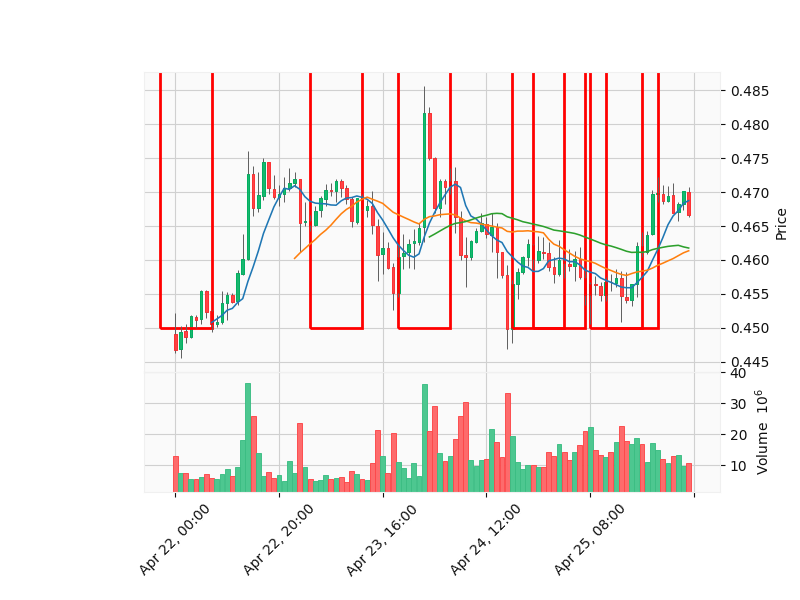 0.485
0.480
0.475
0.470
0.465
0.460
0.455
0.450
0.445
Price
40
30
20
10
Volume 10^6
Apr 22, 00:00
Apr 22, 20:00
Apr 23, 16:00
Apr 24, 12:00
Apr 25, 08:00